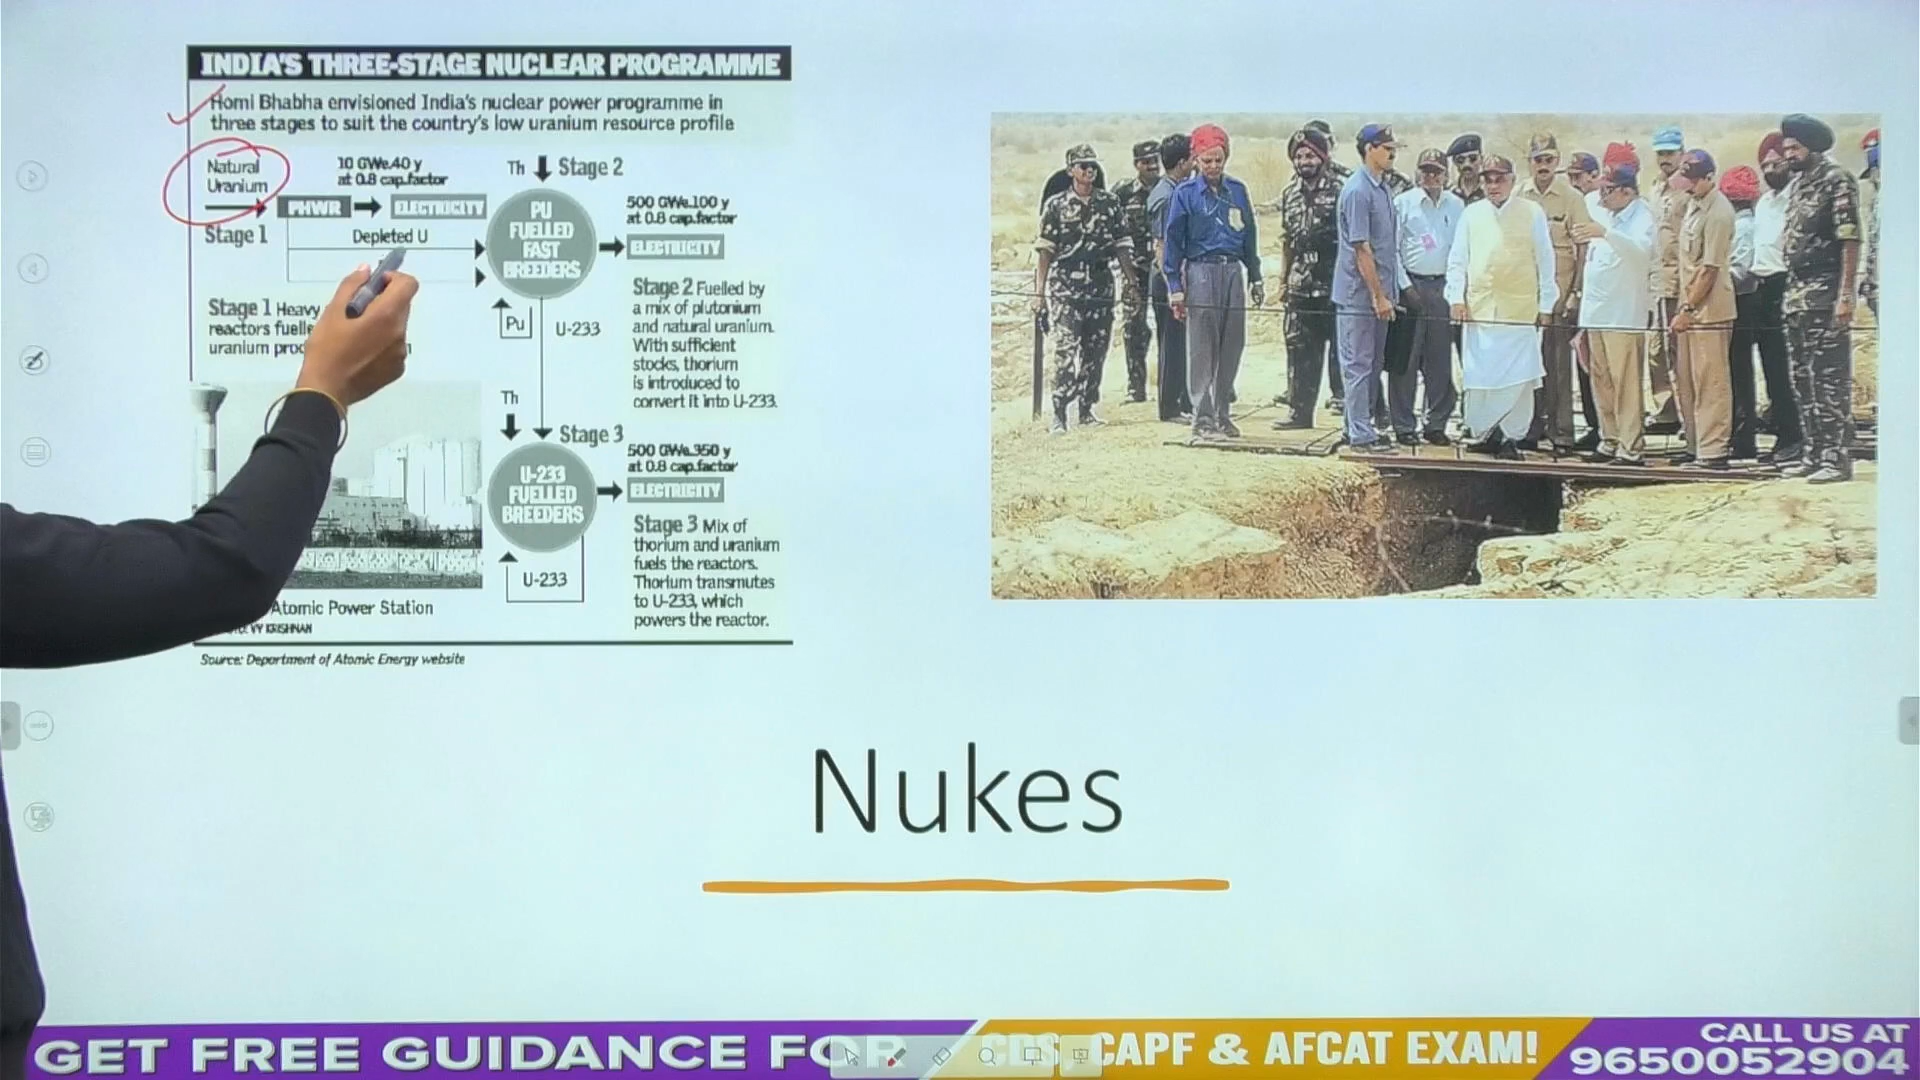 INDIA'S THREE-STAGE NUCLEAR PROGRAMME
Homi Bhabha envisioned India's nuclear power programme in
three stages to suit the country's low uranium resource profile
Natural
Uranium
10 GWe.40 y
at 0.8 cap.factor
PHWR
ELECTRICITY
Stage 1
Depleted U
Th
Stage 2
PU
FUELLED
FAST
BREEDERS
500 GWe.100 y
at 0.8 cap.factor
ELECTRICITY
Pu
U-233
Stage 1 Heavy
reactors fuelle
uranium
Stage 2 Fuelled by
a mix of plutonium
and natural uranium.
With sufficient
stocks, thorium
is introduced to
convert it into U-233.
Th
Stage 3
U-233
FUELLED
BREEDERS
500 GWe.350 y
at 0.8 cap.factor
ELECTRICITY
U-233
Stage 3 Mix of
thorium and uranium
fuels the reactors.
Thorium transmutes
to U-233, which
powers the reactor.
Atomic Power Station
KRISHNAN
Source: Department of Atomic Energy website
Nukes
GET FREE GUIDANCE FOR CDS, CAPF & AFCAT EXAM!
CALL US AT
9650052904